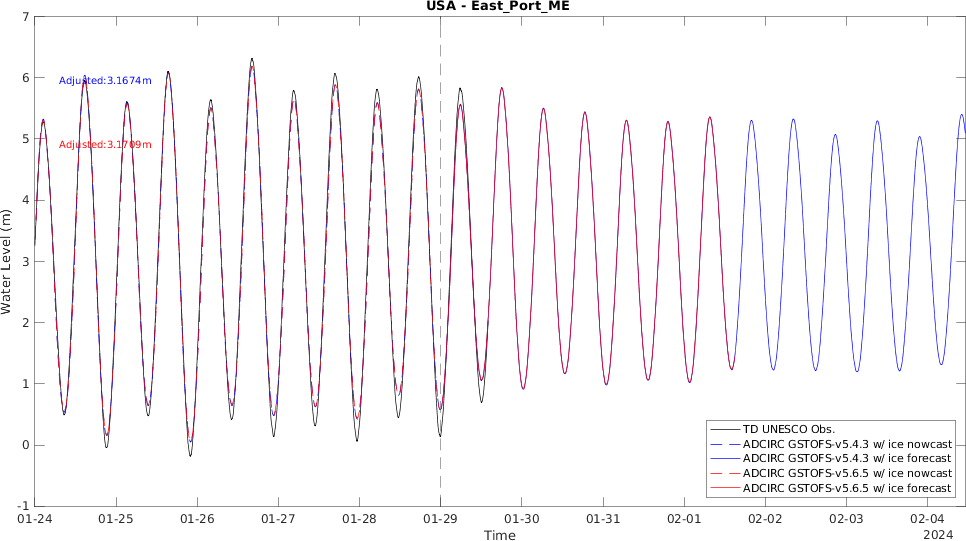 USA - East_Port_ME
7
6
5
4
3
2
1
0
-1
Water Level (m)
Adjusted:3.1674m
Adjusted:3.1709m
TD UNESCO Obs.
ADCIRC GSTOFS-v5.4.3 w/ ice nowcast
ADCIRC GSTOFS-v5.4.3 w/ ice forecast
ADCIRC GSTOFS-v5.6.5 w/ ice nowcast
ADCIRC GSTOFS-v5.6.5 w/ ice forecast
01-24 01-25 01-26 01-27 01-28 01-29 01-30 01-31 02-01 02-02 02-03 02-04
Time
2024